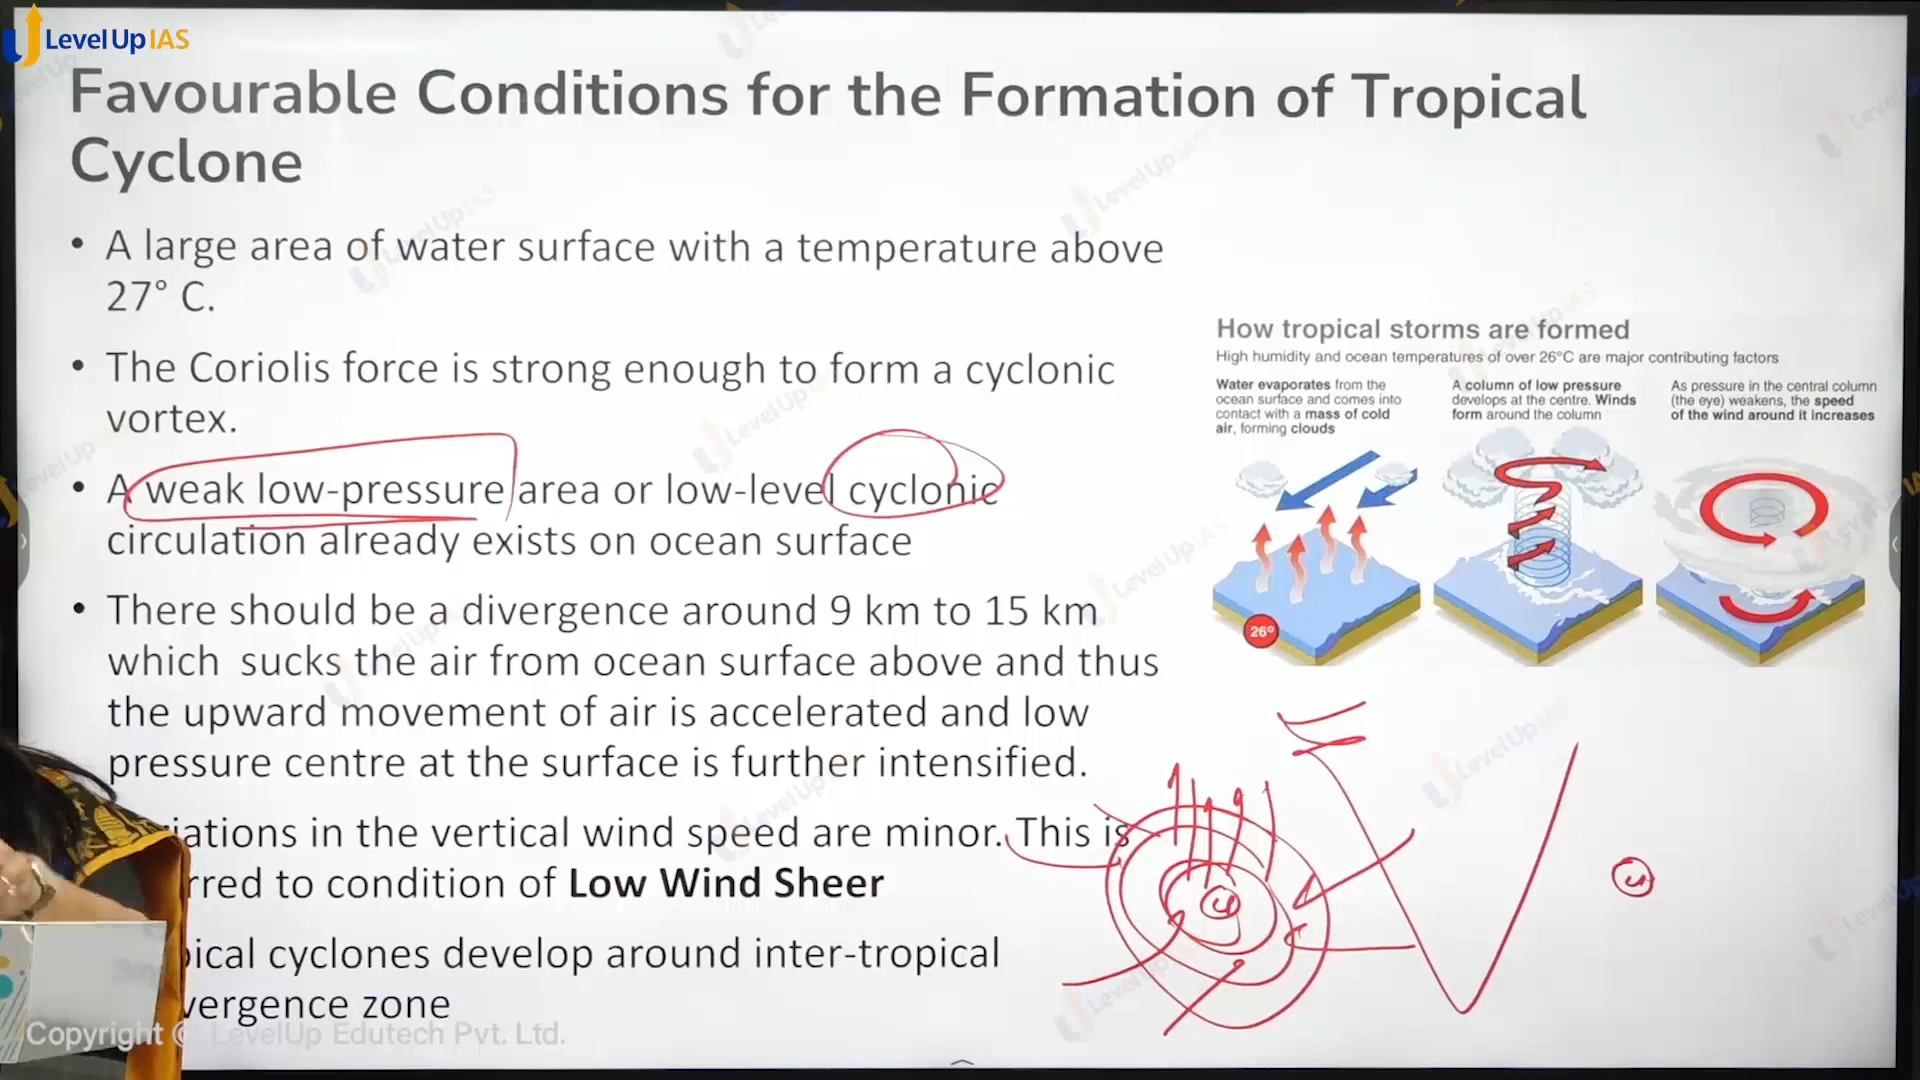 LevelUp IAS
Favourable Conditions for the Formation of Tropical
Cyclone
• A large area of water surface with a temperature above
27° C.
• The Coriolis force is strong enough to form a cyclonic
vortex.
• A weak low-pressure area or low-level cyclonic
circulation already exists on ocean surface
• There should be a divergence around 9 km to 15 km
which sucks the air from ocean surface above and thus
the upward movement of air is accelerated and low
pressure centre at the surface is further intensified.
iations in the vertical wind speed are minor. This is
rred to condition of Low Wind Sheer
ical cyclones develop around inter-tropical
vergence zone
How tropical storms are formed
High humidity and ocean temperatures of over 26°C are major contributing factors
Water evaporates from the
ocean surface and comes into
contact with a mass of cold
air, forming clouds
A column of low pressure
develops at the centre. Winds
form around the column
As pressure in the central column
(the eye) weakens, the speed
of the wind around it increases
26°
Copyright © LevelUp Edutech Pvt. Ltd.